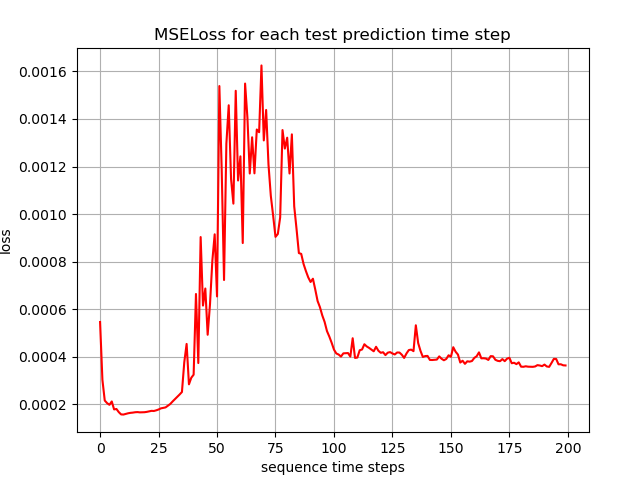 MSELoss for each test prediction time step
0.0016
0.0014
0.0012
0.0010
0.0008
0.0006
0.0004
0.0002
loss
0 25 50 75 100 125 150 175 200
sequence time steps